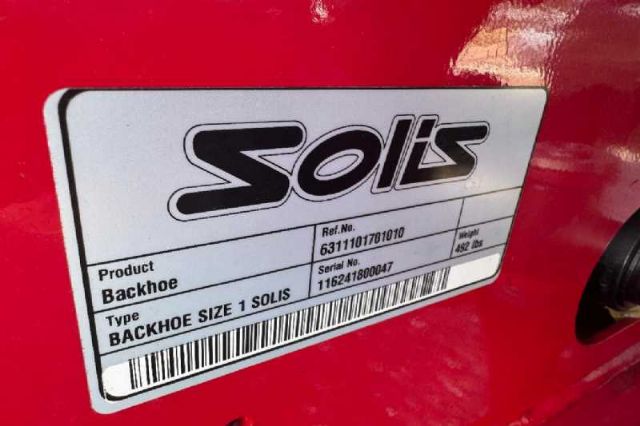 Solis
Product
Backhoe
Ref.No.
6311101701010
Weight
492 lbs
Type
BACKHOE SIZE 1 SOLIS
Serial No.
116241800047